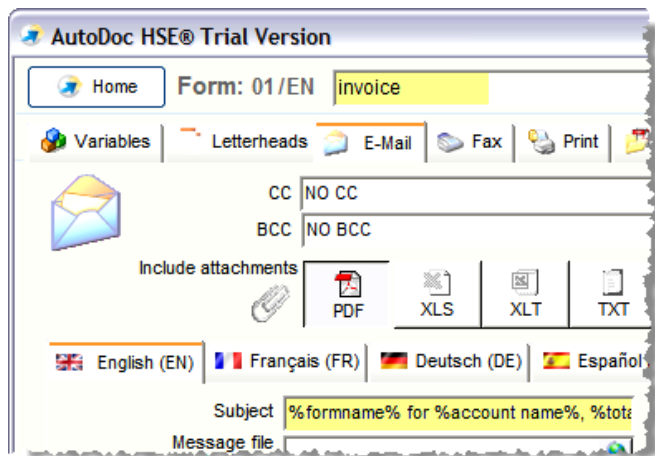 AutoDoc HSE® Trial Version
Home Form: 01/EN invoice
Variables Letterheads E-Mail Fax Print
CC NO CC
BCC NO BCC
Include attachments
PDF XLS XLT TXT
English (EN) Français (FR) Deutsch (DE) Español
Subject %formname% for %account name%, %tota
Message file